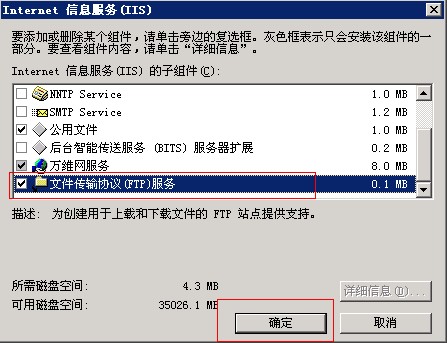 Internet 信息服务(IIS)
要添加或删除某个组件，请单击旁边的复选框。灰色框表示只会安装该组件的一
部分。要查看组件内容，请单击“详细信息”。
Internet 信息服务(IIS) 的子组件(C):
NNTP Service 1.0 MB
SMTP Service 1.2 MB
公用文件 1.0 MB
后台智能传送服务 (BITS) 服务器扩展 0.2 MB
万维网服务 8.0 MB
文件传输协议(FTP)服务 0.1 MB
描述: 为创建用于上载和下载文件的 FTP 站点提供支持。
所需磁盘空间: 4.3 MB
可用磁盘空间: 35026.1 MB
详细信息(D)...
确定
取消